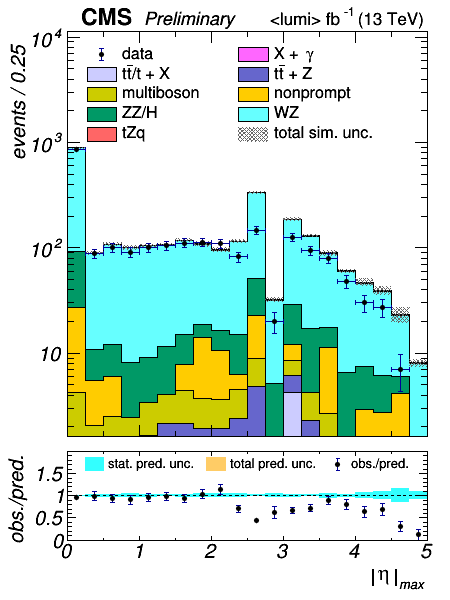 CMS Preliminary <lumi> fb⁻¹ (13 TeV)
events / 0.25
10⁴
10³
10²
10
data
tt̄/t + X
multiboson
ZZ/H
tZq
X + γ
tt̄ + Z
nonprompt
WZ
total sim. unc.
obs./pred.
1.5
1
0.5
0
stat. pred. unc. total pred. unc. obs./pred.
0 1 2 3 4 5
|η|max